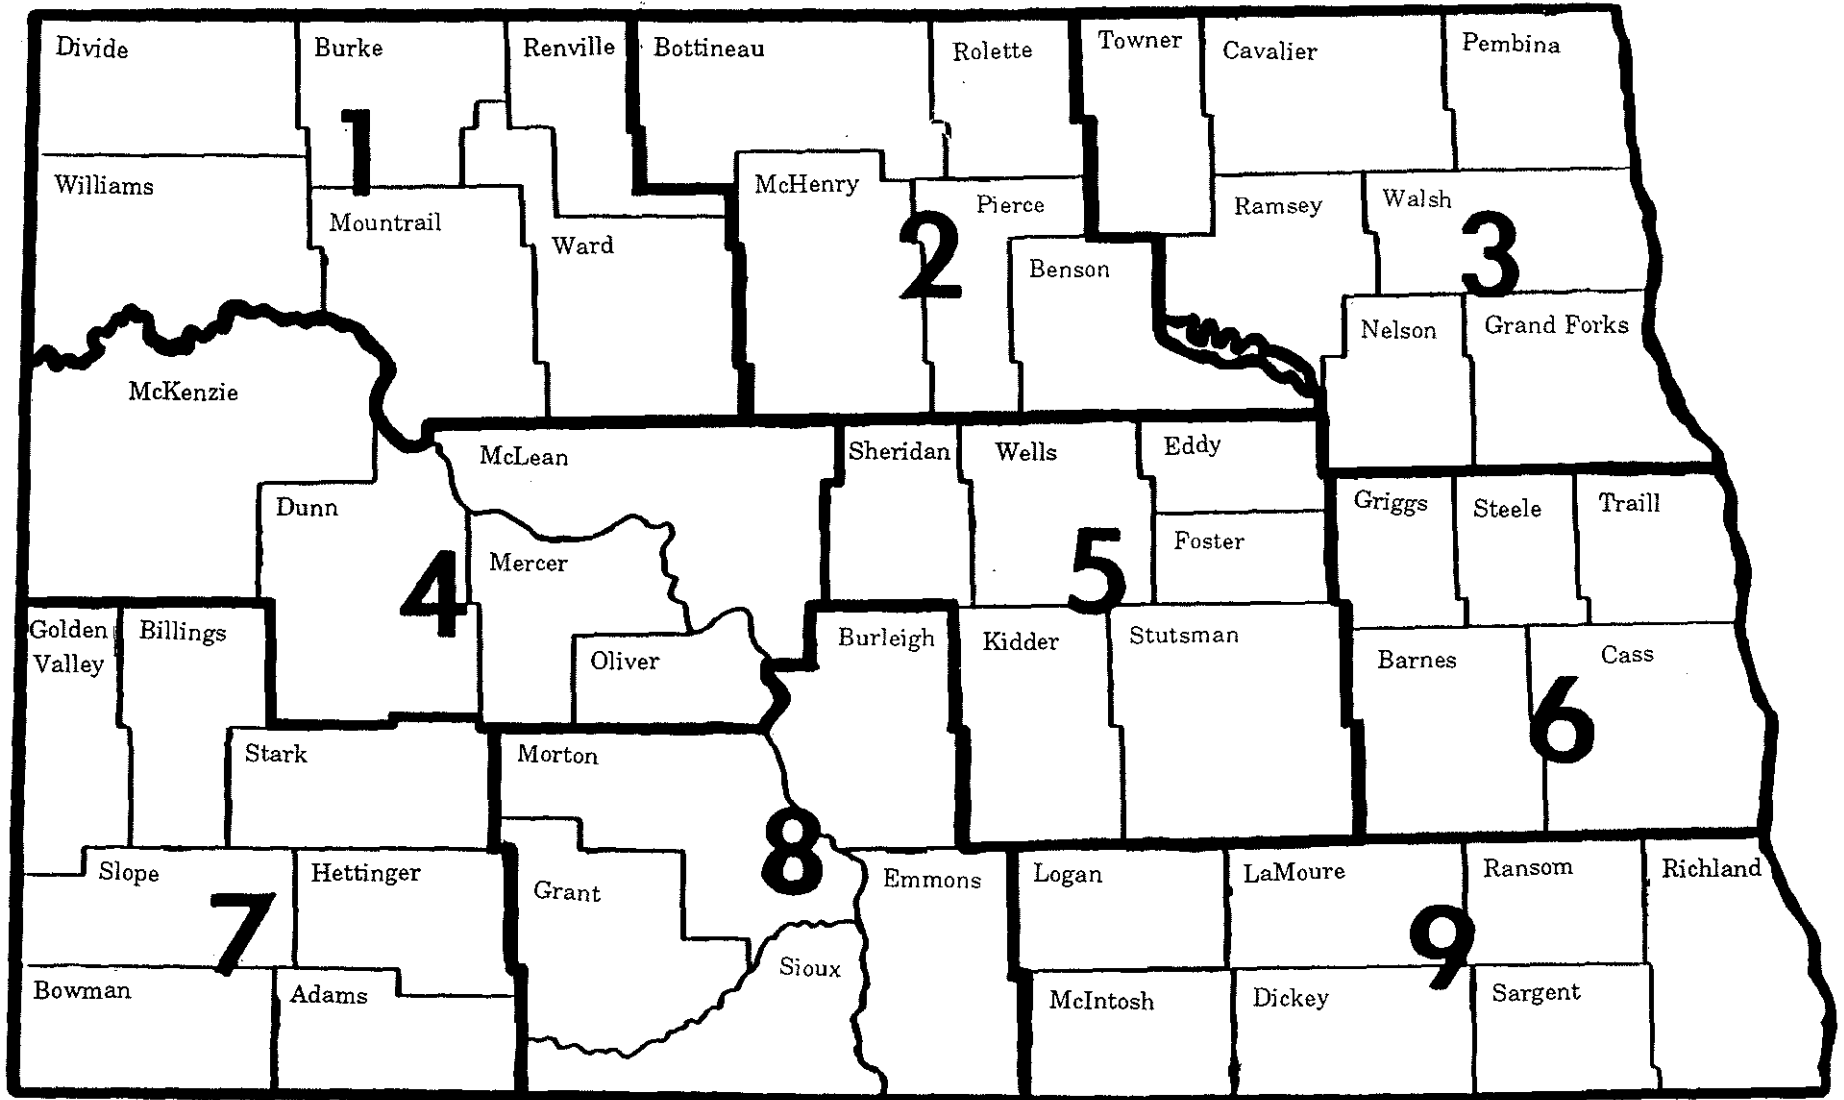 Divide
Burke
Renville
Bottineau
Rolette
Towner
Cavalier
Pembina
1
Williams
Mountrail
Ward
McHenry
2
Pierce
Benson
Ramsey
Walsh
3
Nelson
Grand Forks
McKenzie
McLean
Sheridan
Wells
Eddy
Dunn
Griggs
Steele
Traill
4
Mercer
5
Foster
Golden
Valley
Billings
Oliver
Burleigh
Kidder
Stutsman
Barnes
Cass
6
Stark
Morton
8
Slope
Hettinger
Grant
Emmons
Logan
LaMoure
Ransom
Richland
7
9
Sioux
Bowman
Adams
McIntosh
Dickey
Sargent